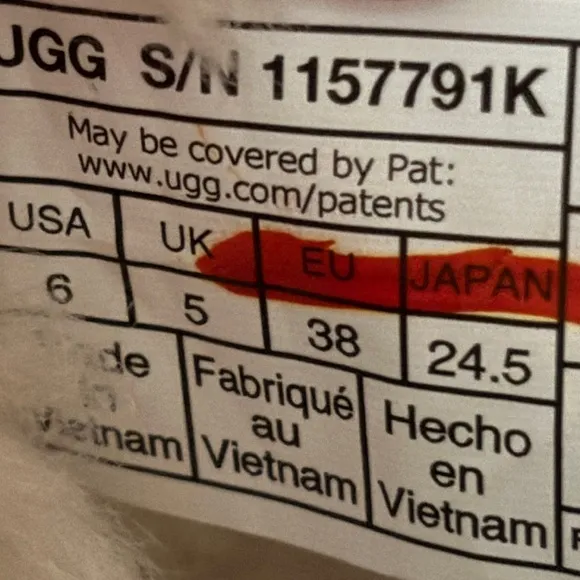 UGG S/N 1157791K
May be covered by Pat:
www.ugg.com/patents
USA UK EU JAPAN
6 5 38 24.5
Fabriqué
au
Vietnam
Hecho
en
Vietnam